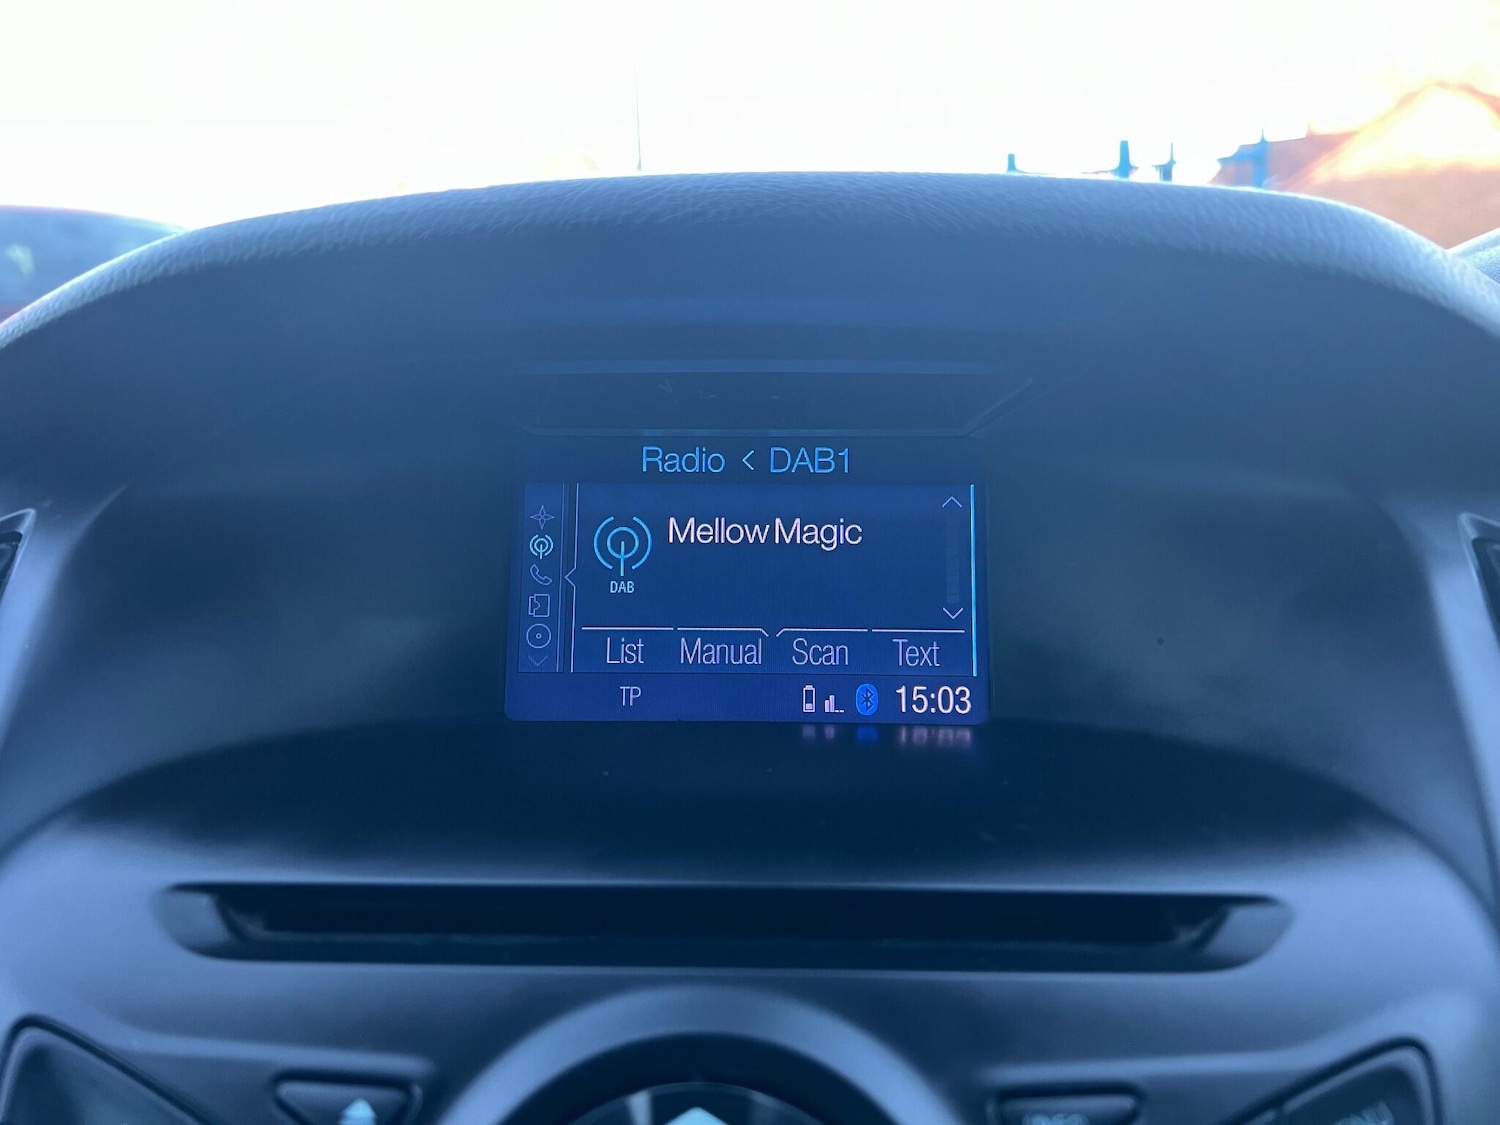 Radio < DAB1
Mellow Magic
DAB
List Manual Scan Text
TP 15:03